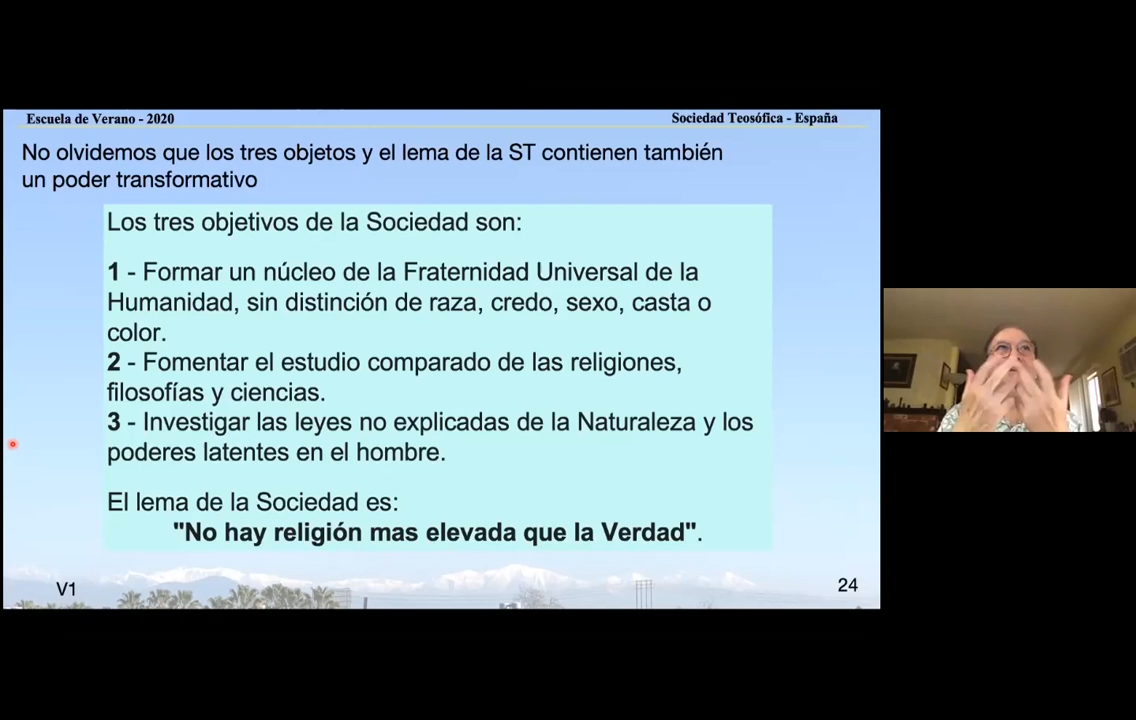 Escuela de Verano - 2020
Sociedad Teosófica - España
No olvidemos que los tres objetos y el lema de la ST contienen también
un poder transformativo
Los tres objetivos de la Sociedad son:
1 - Formar un núcleo de la Fraternidad Universal de la
Humanidad, sin distinción de raza, credo, sexo, casta o
color.
2 - Fomentar el estudio comparado de las religiones,
filosofías y ciencias.
3 - Investigar las leyes no explicadas de la Naturaleza y los
poderes latentes en el hombre.
El lema de la Sociedad es:
"No hay religión mas elevada que la Verdad".
V1
24